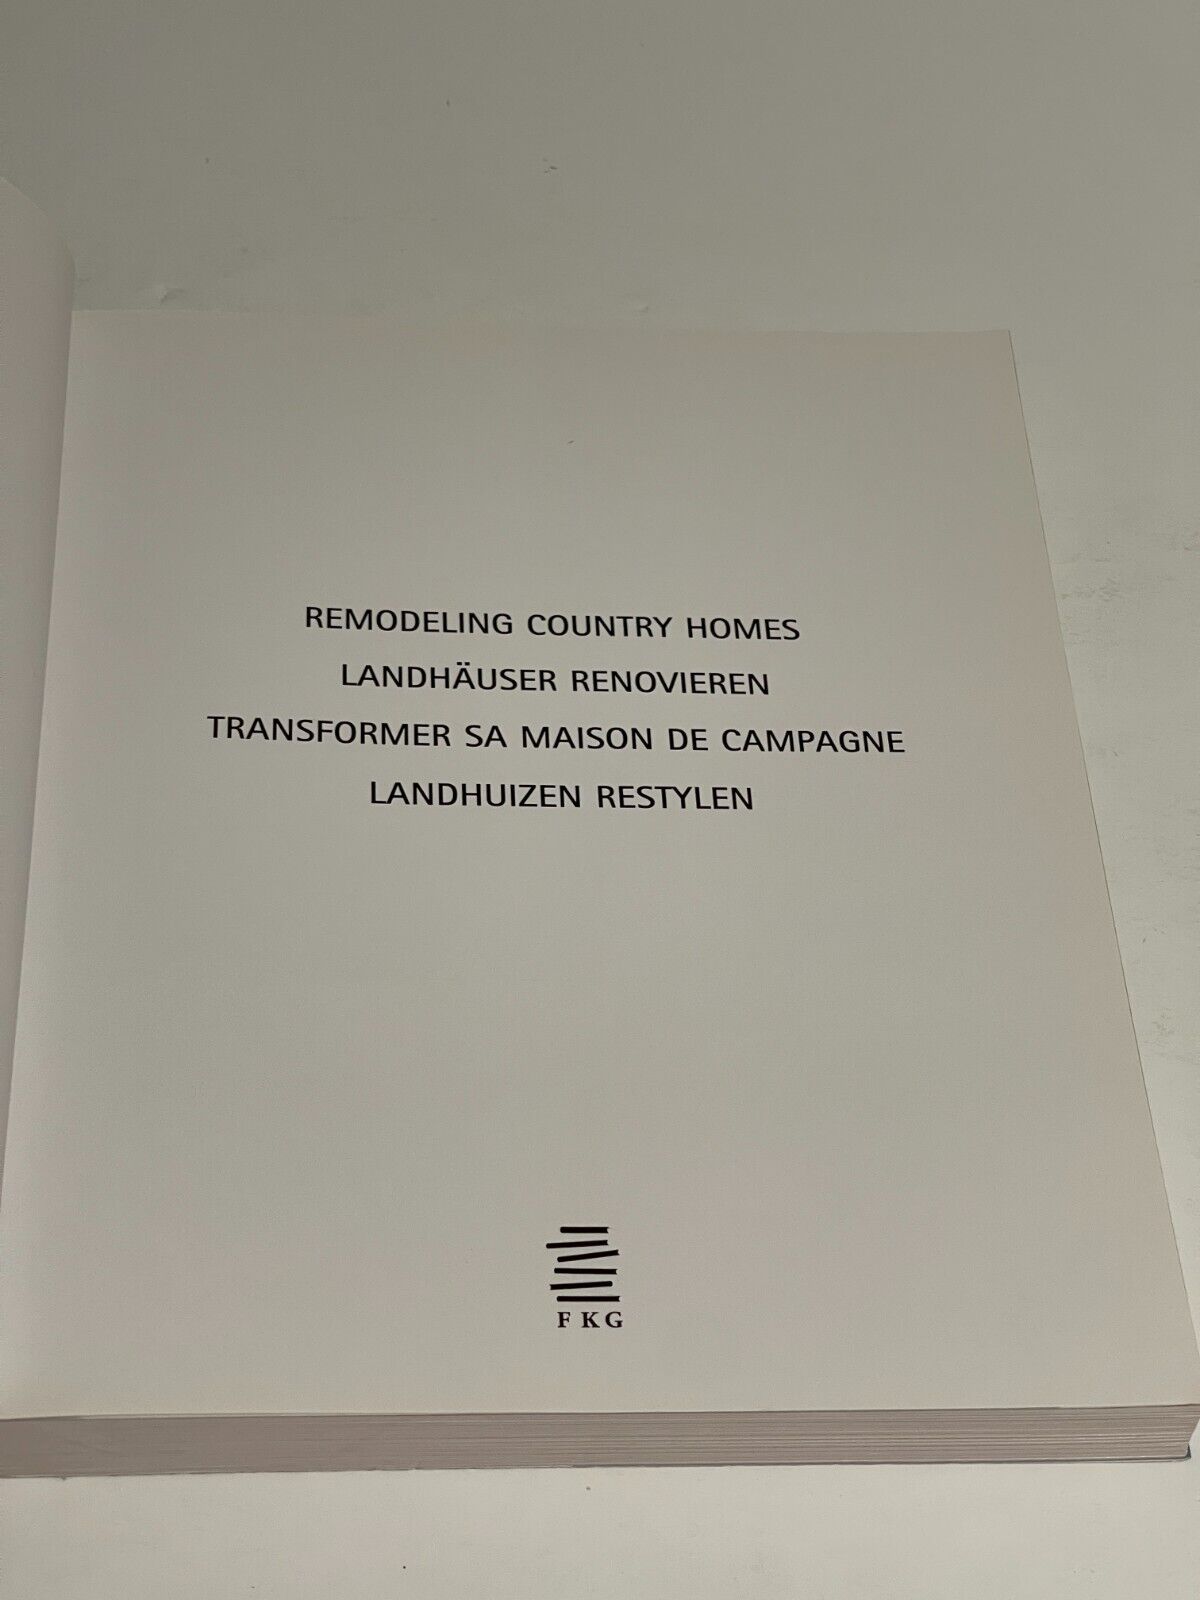 REMODELING COUNTRY HOMES
LANDHÄUSER RENOVIEREN
TRANSFORMER SA MAISON DE CAMPAGNE
LANDHUIZEN RESTYLEN
FKG